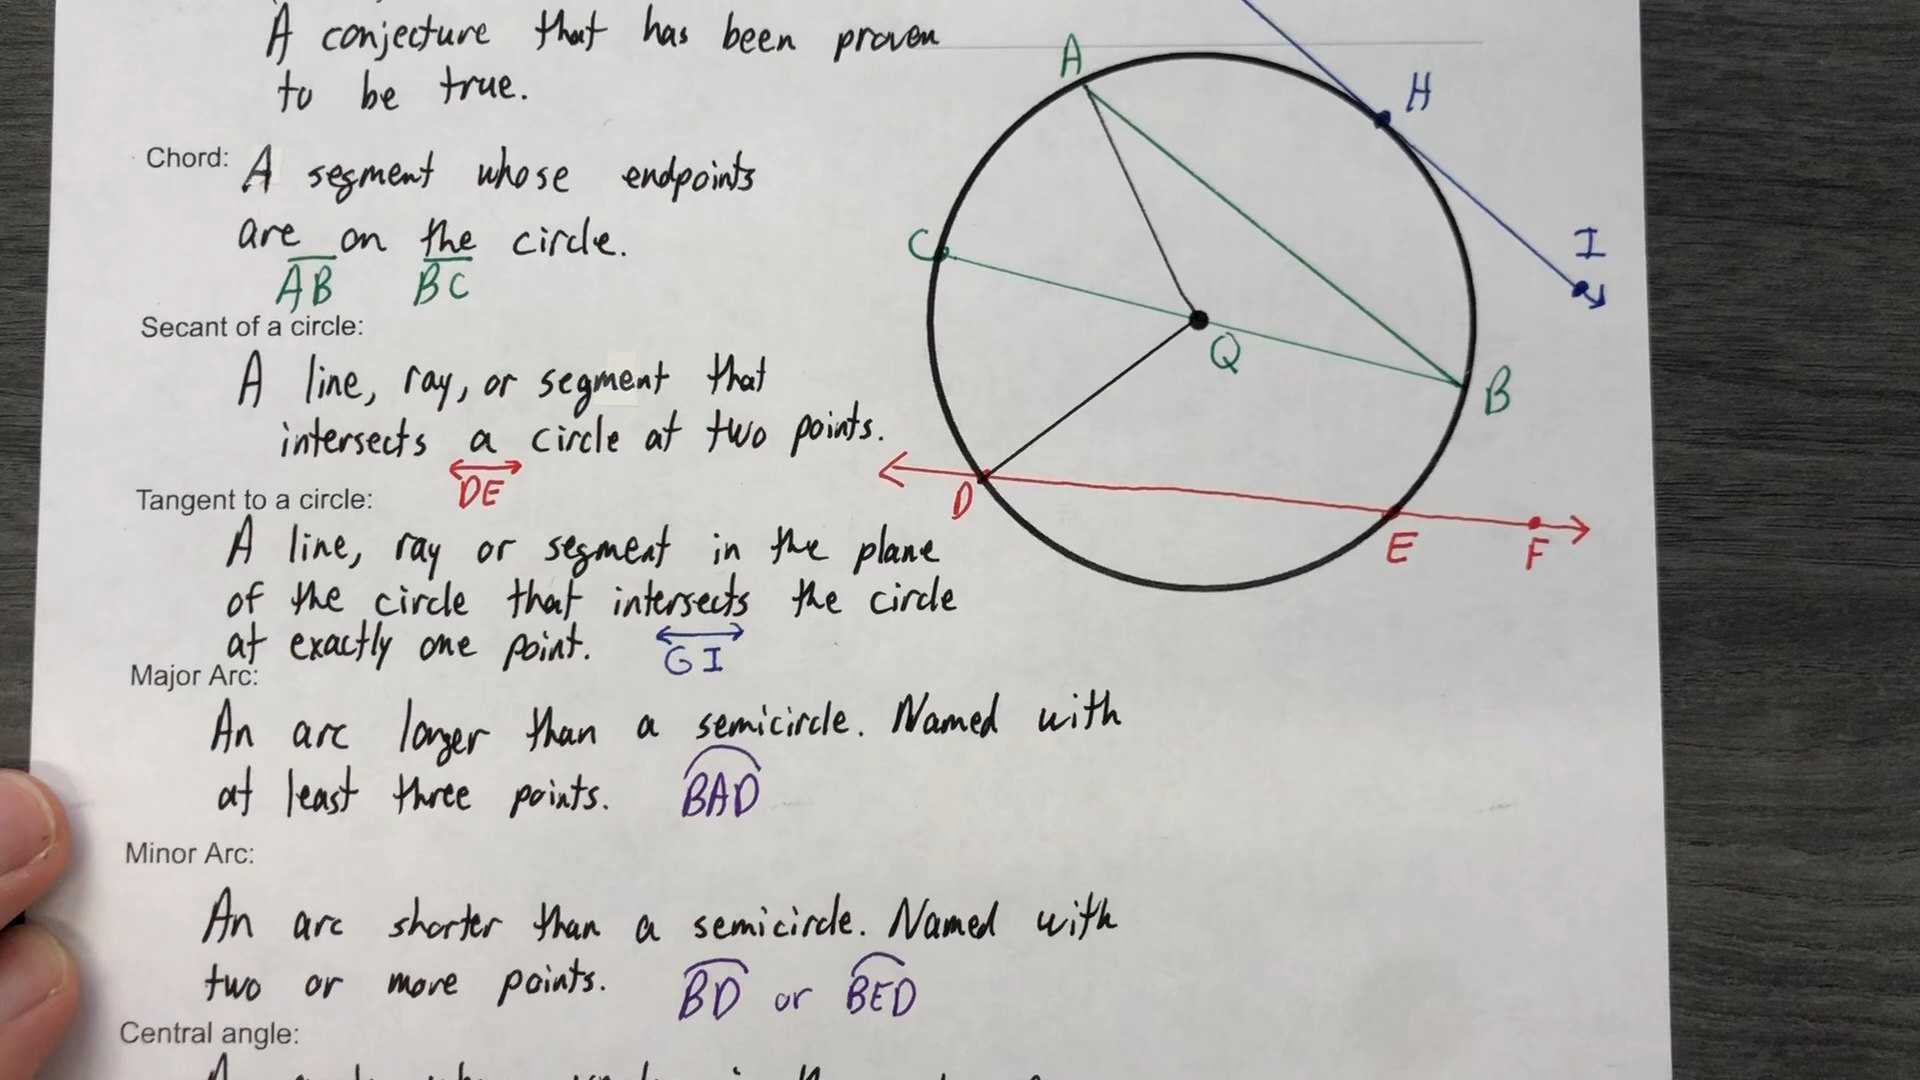 A conjecture that has been proven
to be true.
Chord: A segment whose endpoints
are on the circle.
AB BC
Secant of a circle:
A line, ray, or segment that
intersects a circle at two points.
DE
Tangent to a circle:
A line, ray or segment in the plane
of the circle that intersects the circle
at exactly one point. GI
Major Arc:
An arc longer than a semicircle. Named with
at least three points. BAD
Minor Arc:
An arc shorter than a semicircle. Named with
two or more points. BD or BED
Central angle:
A
H
I
C
Q
B
D
E
F